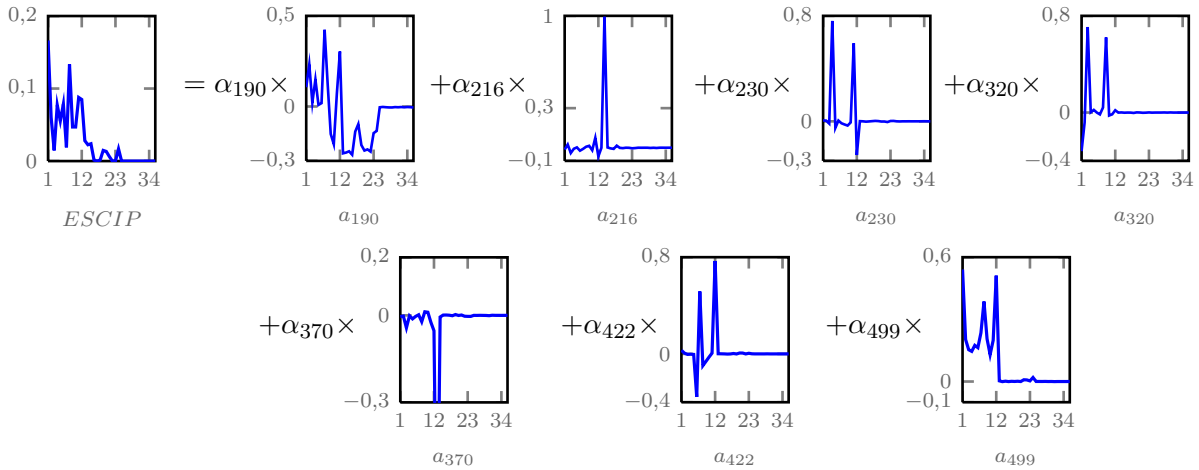 0,2 0,5 1 0,8 0,8
0,1 = α190× 0 +α216× 0,3 +α230× 0 +α320× 0
0 −0,3 −0,1 −0,3 −0,4
1 12 23 34 1 12 23 34 1 12 23 34 1 12 23 34 1 12 23 34
ESCIP a190 a216 a230 a320
0,2 0,8 0,6
+α370× 0 +α422× 0 +α499× 0
−0,3 −0,4 −0,1
1 12 23 34 1 12 23 34 1 12 23 34
a370 a422 a499